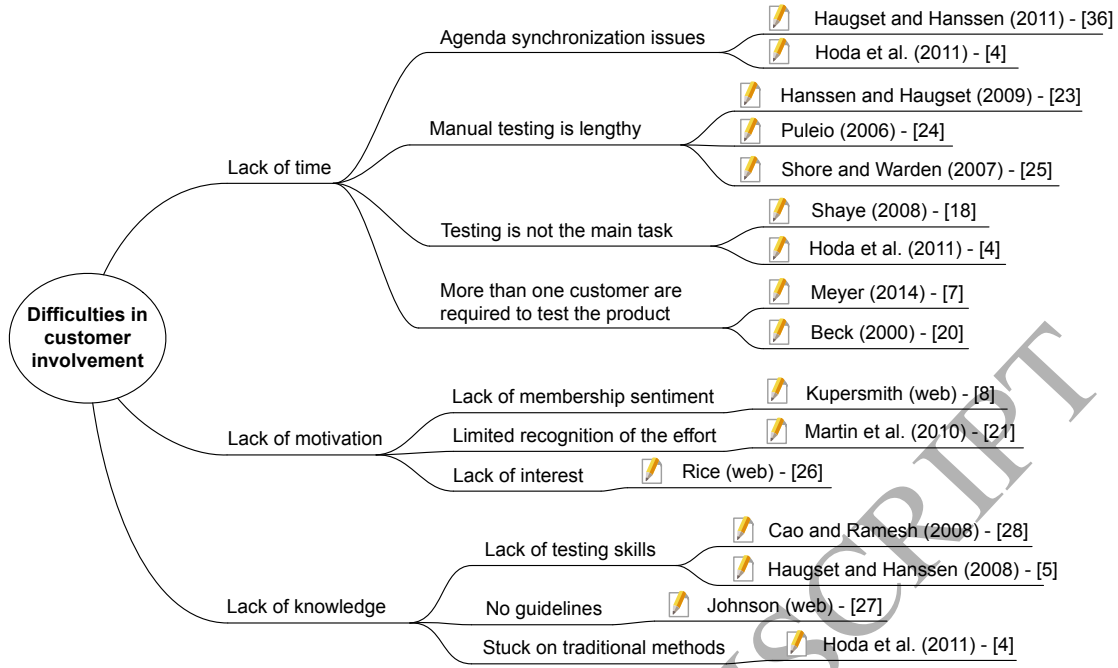 Difficulties in
customer
involvement
Lack of time
Agenda synchronization issues
Haugset and Hanssen (2011) - [36]
Hoda et al. (2011) - [4]
Manual testing is lengthy
Hanssen and Haugset (2009) - [23]
Puleio (2006) - [24]
Shore and Warden (2007) - [25]
Testing is not the main task
Shaye (2008) - [18]
Hoda et al. (2011) - [4]
More than one customer are
required to test the product
Meyer (2014) - [7]
Beck (2000) - [20]
Lack of motivation
Lack of membership sentiment
Kupersmith (web) - [8]
Limited recognition of the effort
Martin et al. (2010) - [21]
Lack of interest
Rice (web) - [26]
Lack of knowledge
Lack of testing skills
Cao and Ramesh (2008) - [28]
Haugset and Hanssen (2008) - [5]
No guidelines
Johnson (web) - [27]
Stuck on traditional methods
Hoda et al. (2011) - [4]
SCRIPT